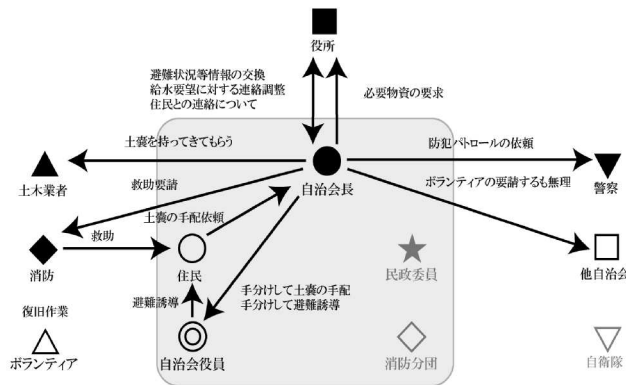 役所
避難状況等情報の交換
給水要望に対する連絡調整
住民との連絡について
必要物資の要求
土嚢を持ってきてもらう
防犯パトロールの依頼
土木業者
救助要請
自治会長
ボランティアの要請するも無理
警察
土嚢の手配依頼
救助
消防
住民
民政委員
他自治会
手分けして土嚢の手配
手分けして避難誘導
避難誘導
復旧作業
ボランティア
自治会役員
消防分団
自衛隊